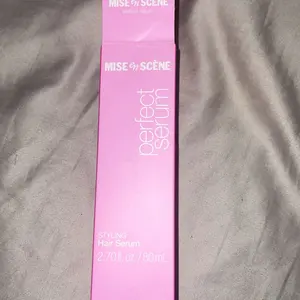 MISE en SCÈNE
MISE en SCÈNE
perfect
serum
STYLING
Hair Serum
2.70fl.oz. / 80mL